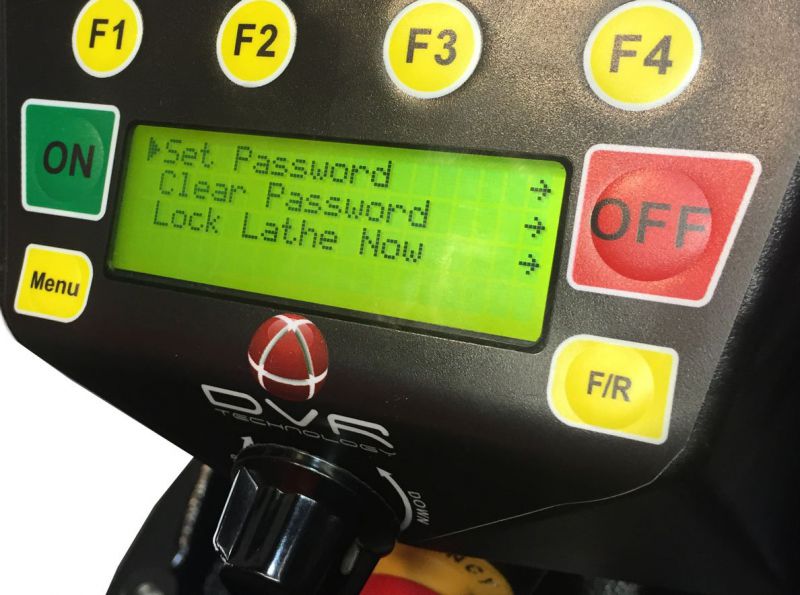 F1 F2 F3 F4
ON
Set Password →
Clear Password →
Lock Lathe Now →
OFF
Menu
F/R
DVR
TECHNOLOGY
DOWN